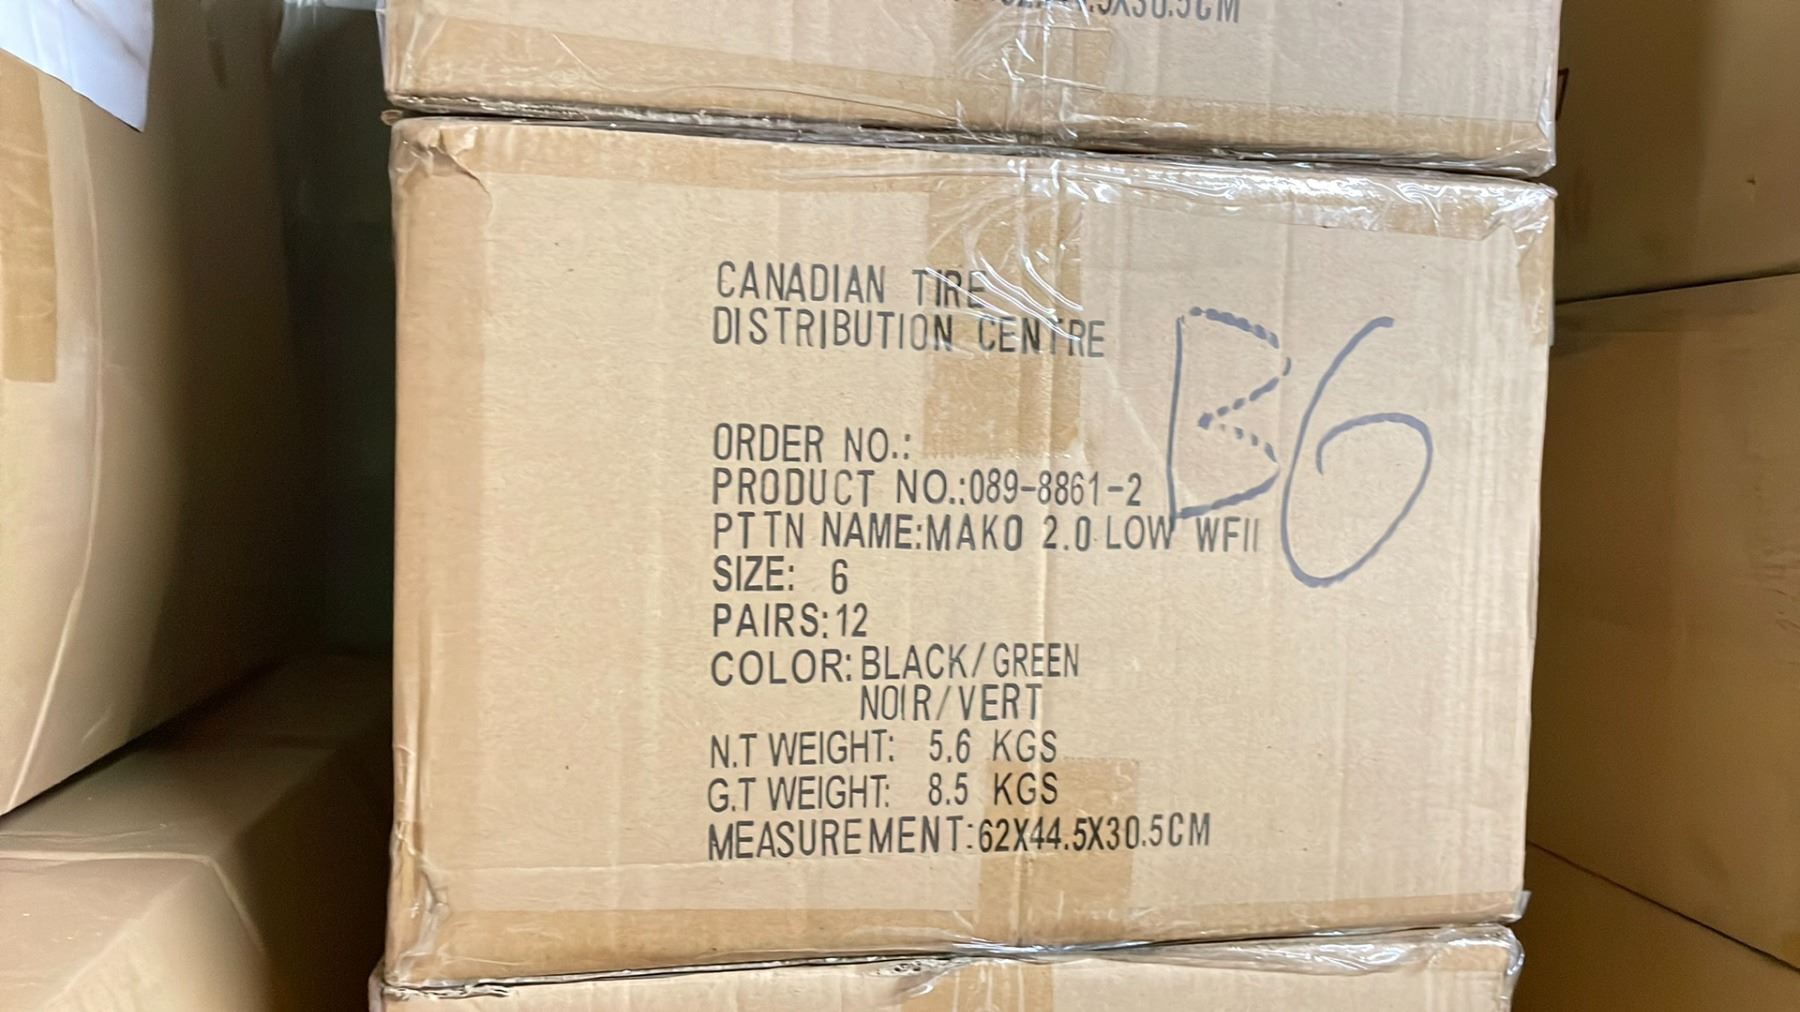 X30.5CM
CANADIAN TIRE
DISTRIBUTION CENTRE
B6
ORDER NO.:
PRODUCT NO.:089-8861-2
PTTN NAME:MAKO 2.0 LOW WFII
SIZE: 6
PAIRS:12
COLOR:BLACK/GREEN
NOIR/VERT
N.T WEIGHT: 5.6 KGS
G.T WEIGHT: 8.5 KGS
MEASUREMENT:62X44.5X30.5CM